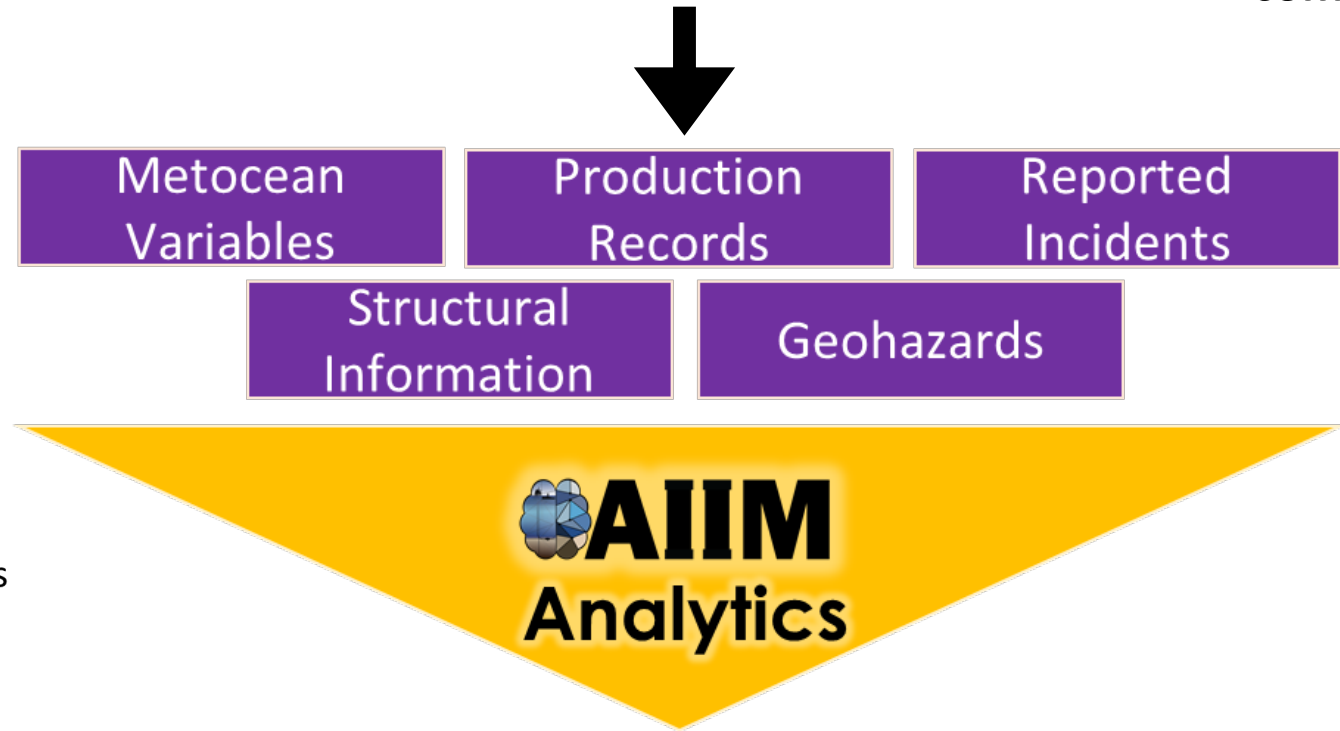 Metocean
Variables
Production
Records
Reported
Incidents
Structural
Information
Geohazards
AIIM
Analytics
s